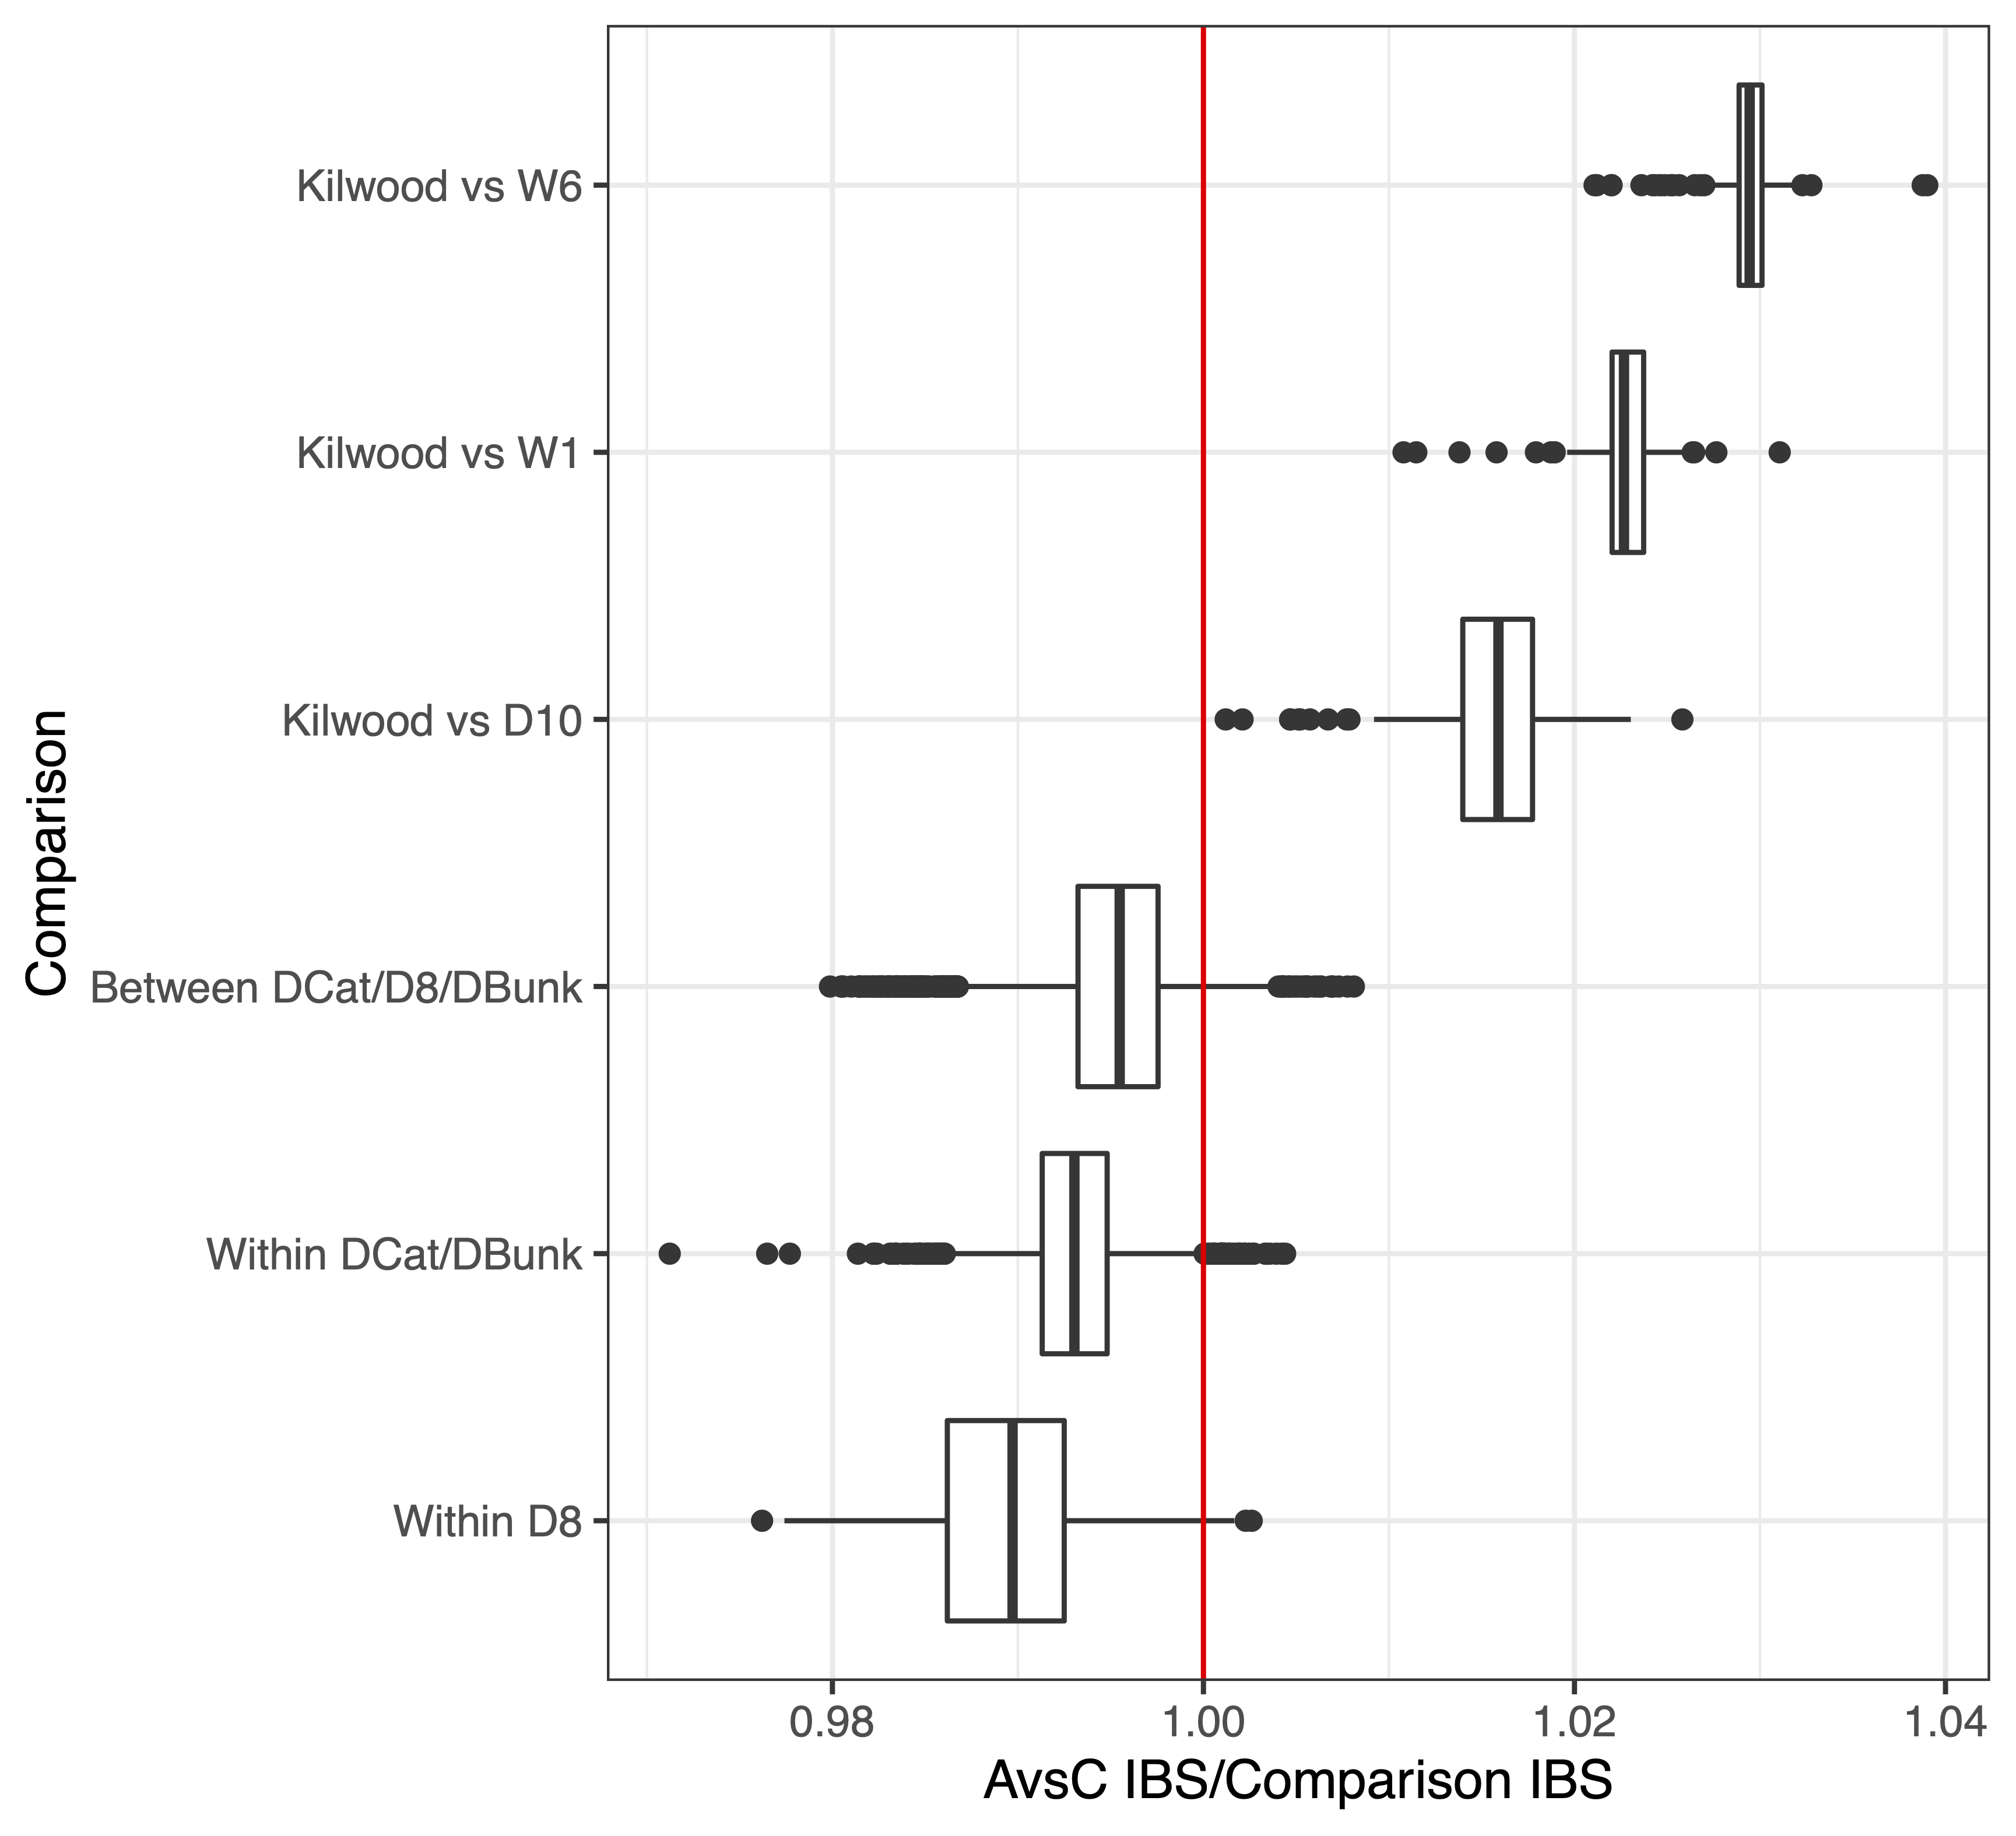 Comparison
Kilwood vs W6
Kilwood vs W1
Kilwood vs D10
Between DCat/D8/DBunk
Within DCat/DBunk
Within D8
0.98
1.00
1.02
1.04
AvsC IBS/Comparison IBS